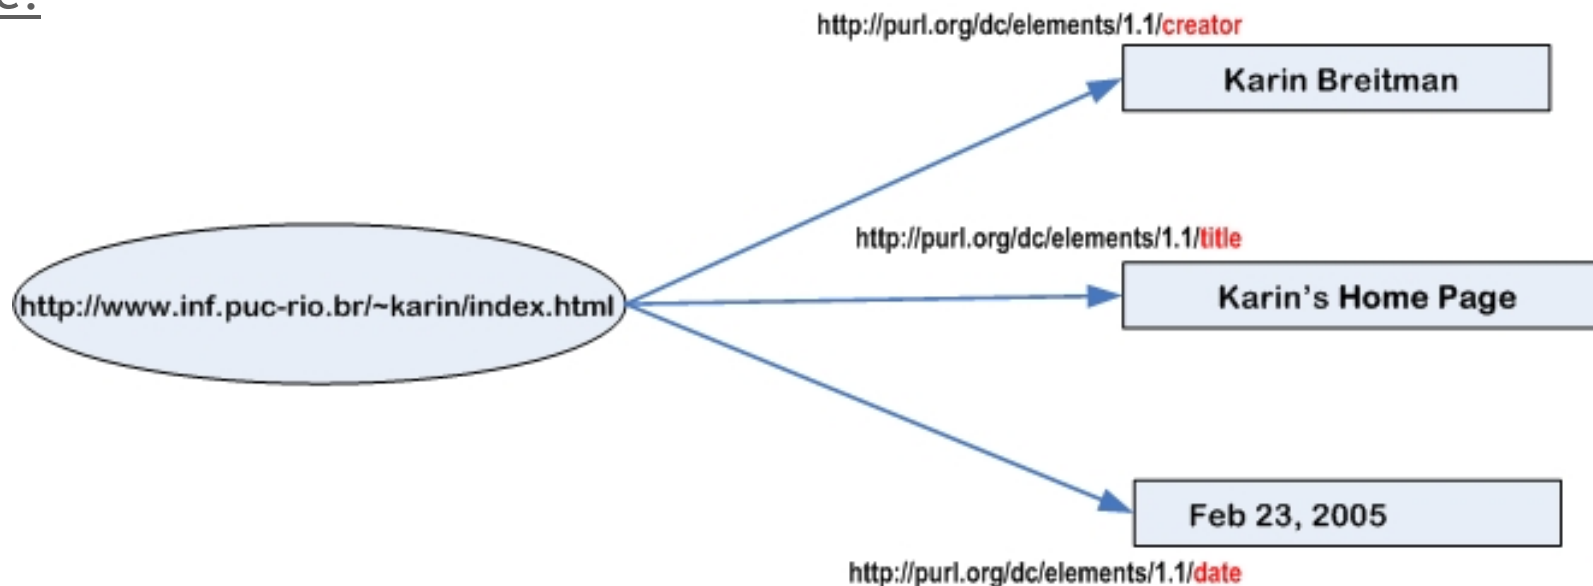 http://purl.org/dc/elements/1.1/creator
Karin Breitman
http://purl.org/dc/elements/1.1/title
http://www.inf.puc-rio.br/~karin/index.html
Karin’s Home Page
Feb 23, 2005
http://purl.org/dc/elements/1.1/date